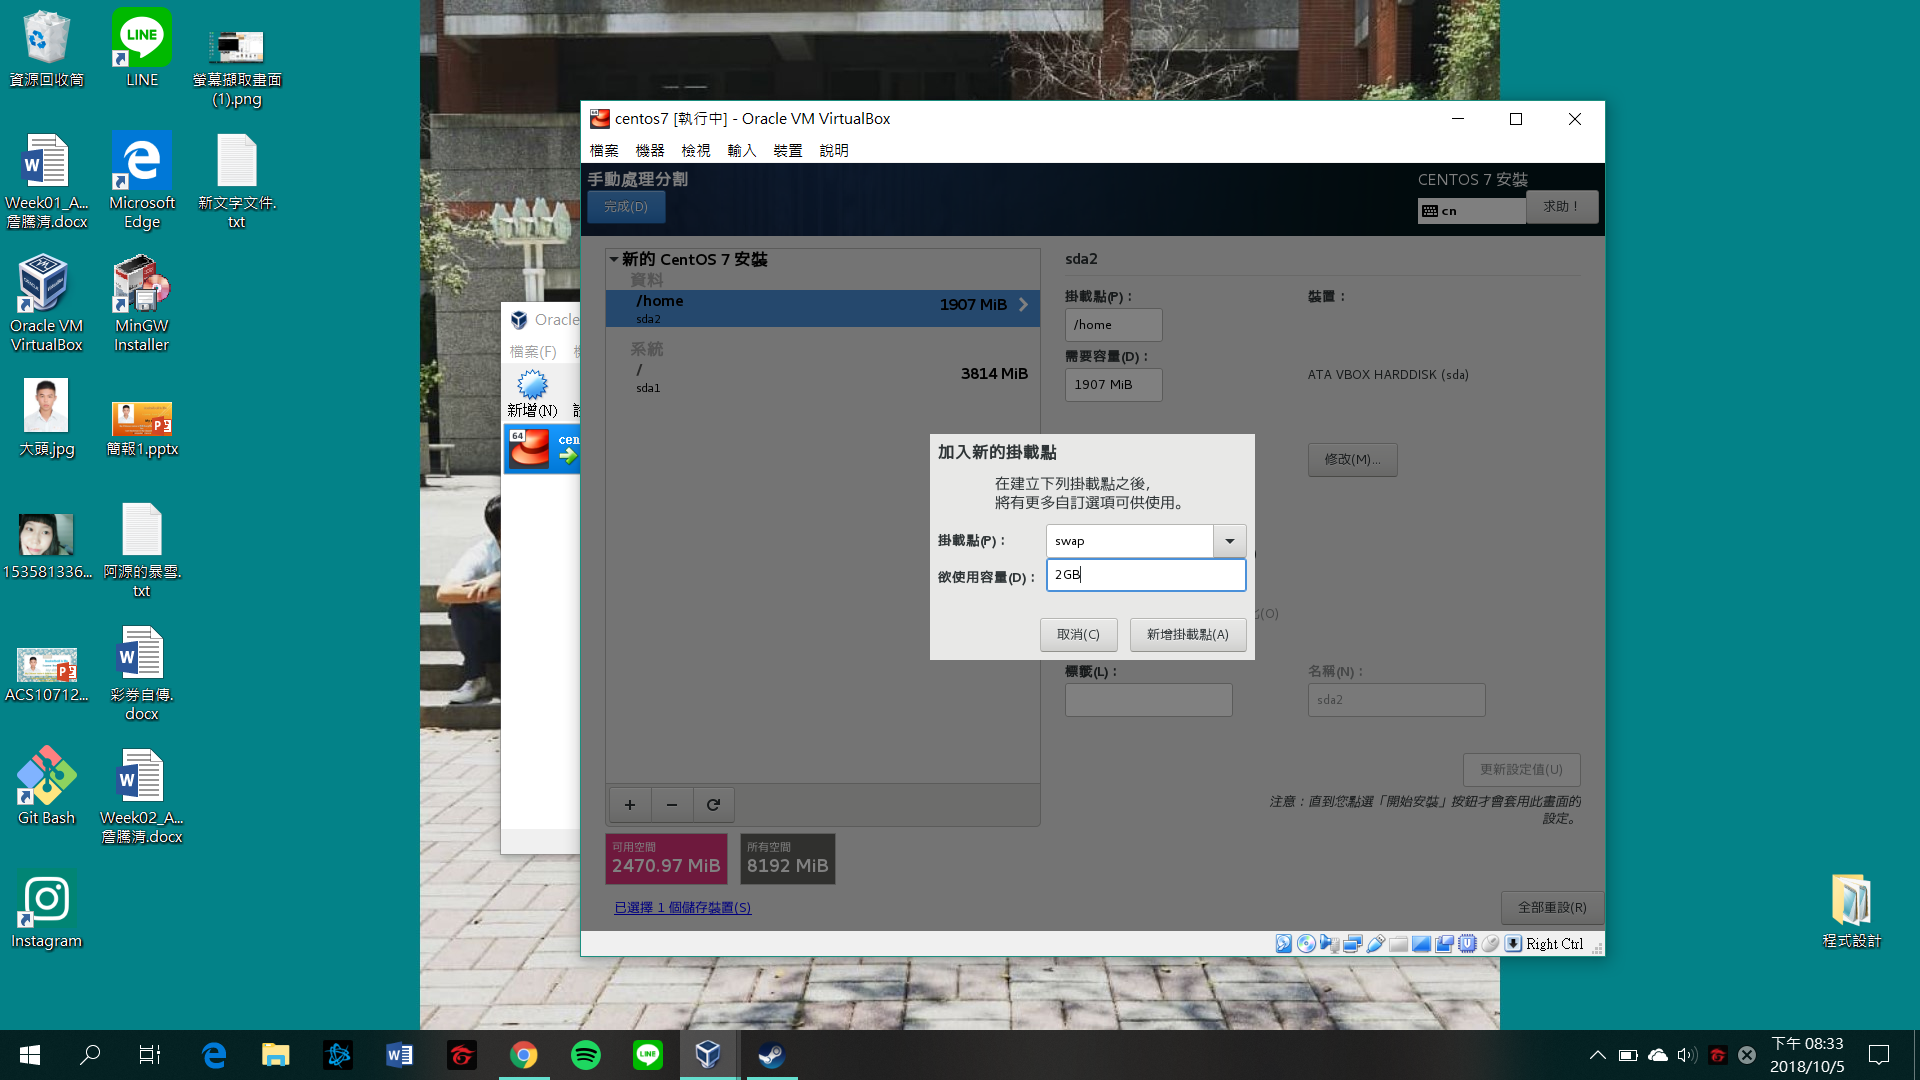 資源回收筒
LINE
螢幕擷取畫面
(1).png
Week01_A...
詹騰淯.docx
Microsoft
Edge
新文字文件.
txt
Oracle VM
VirtualBox
MinGW
Installer
大頭.jpg
簡報1.pptx
153581336...
阿源的暴雪.
txt
ACS10712...
彩券自傳.
docx
Git Bash
Week02_A...
詹騰淯.docx
Instagram
程式設計
Oracle
檔案(F)
新增(N)
64
cen
centos7 [執行中] - Oracle VM VirtualBox
檔案 機器 檢視 輸入 裝置 說明
手動處理分割
完成(D)
CENTOS 7 安裝
cn
求助！
新的 CentOS 7 安裝
資料
/home
1907 MiB
sda2
系統
/
3814 MiB
sda1
+ −
可用空間
2470.97 MiB
所有空間
8192 MiB
已選擇 1 個儲存裝置(S)
sda2
掛載點(P)：
/home
需要容量(D)：
1907 MiB
裝置：
ATA VBOX HARDDISK (sda)
修改(M)...
(O)
標籤(L)：
名稱(N)：
sda2
更新設定值(U)
注意：直到您點選「開始安裝」按鈕才會套用此畫面的
設定。
全部重設(R)
加入新的掛載點
在建立下列掛載點之後，
將有更多自訂選項可供使用。
掛載點(P)：
swap
欲使用容量(D)：
2GB
取消(C)
新增掛載點(A)
Right Ctrl
下午 08:33
2018/10/5